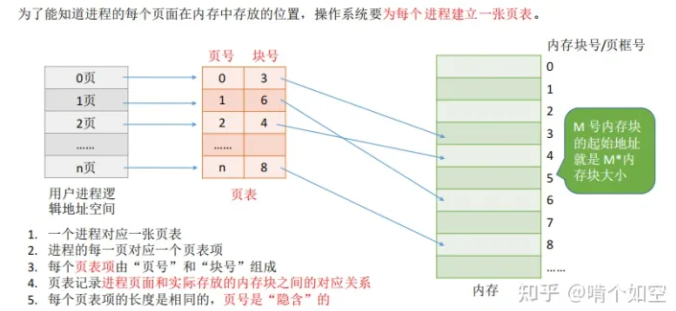 为了能知道进程的每个页面在内存中存放的位置，操作系统要为每个进程建立一张页表。
页号 块号
内存块号/页框号
0页 0 3
1页 1 6
2页 2 4
…… ……
n页 n 8
用户进程逻
辑地址空间
页表
0
1
2
3
4
5
6
7
8
……
M 号内存块
的起始地址
就是 M*内
存块大小
内存
1. 一个进程对应一张页表
2. 进程的每一页对应一个页表项
3. 每个页表项由“页号”和“块号”组成
4. 页表记录进程页面和实际存放的内存块之间的对应关系
5. 每个页表项的长度是相同的，页号是“隐含”的
知乎 @啃个如空